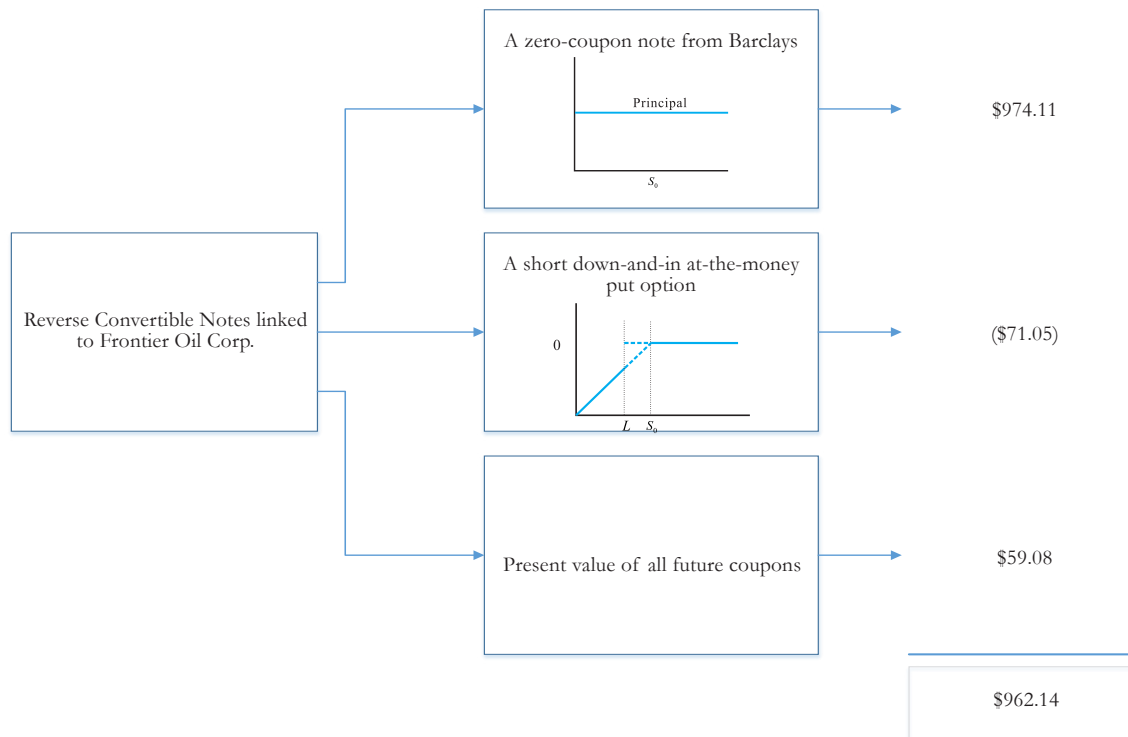 A zero-coupon note from Barclays
Principal
S₀
$974.11
Reverse Convertible Notes linked
to Frontier Oil Corp.
A short down-and-in at-the-money
put option
0
L S₀
($71.05)
Present value of all future coupons
$59.08
$962.14